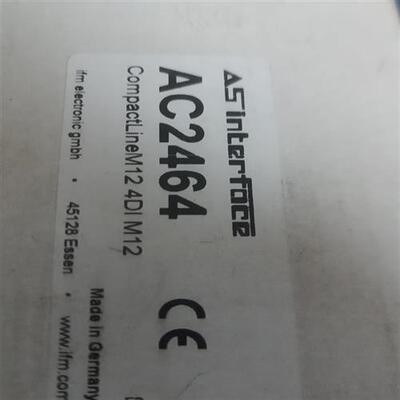 AS interface
AC2464
CompactLineM12 4DI M12
CE
ifm electronic gmbh • 45128 Essen • www.ifm.com
Made in Germany